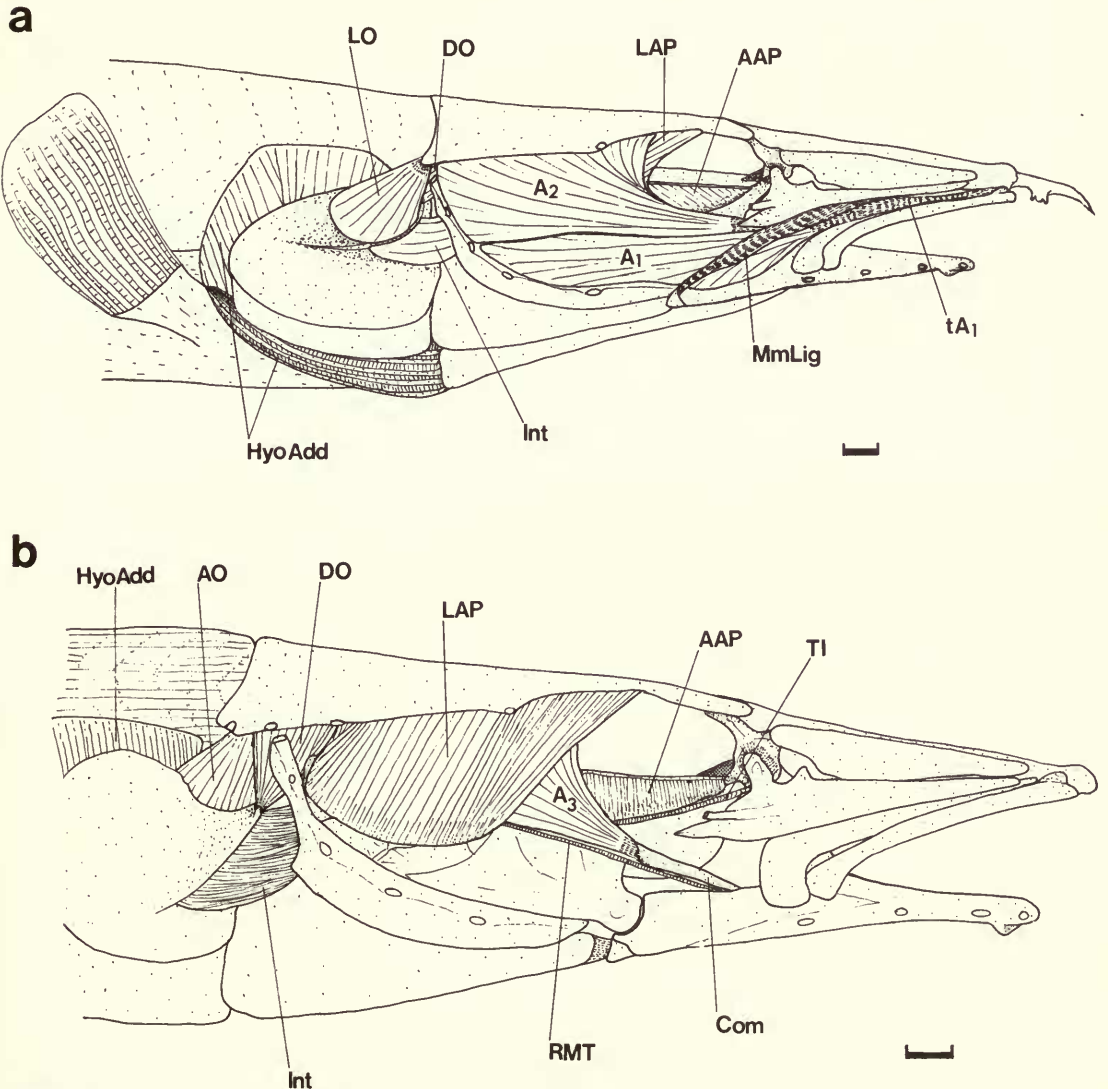 a
LO
DO
LAP
AAP
A2
A1
tA1
MmLig
Int
HyoAdd
b
HyoAdd
AO
DO
LAP
AAP
TI
A3
Com
RMT
Int